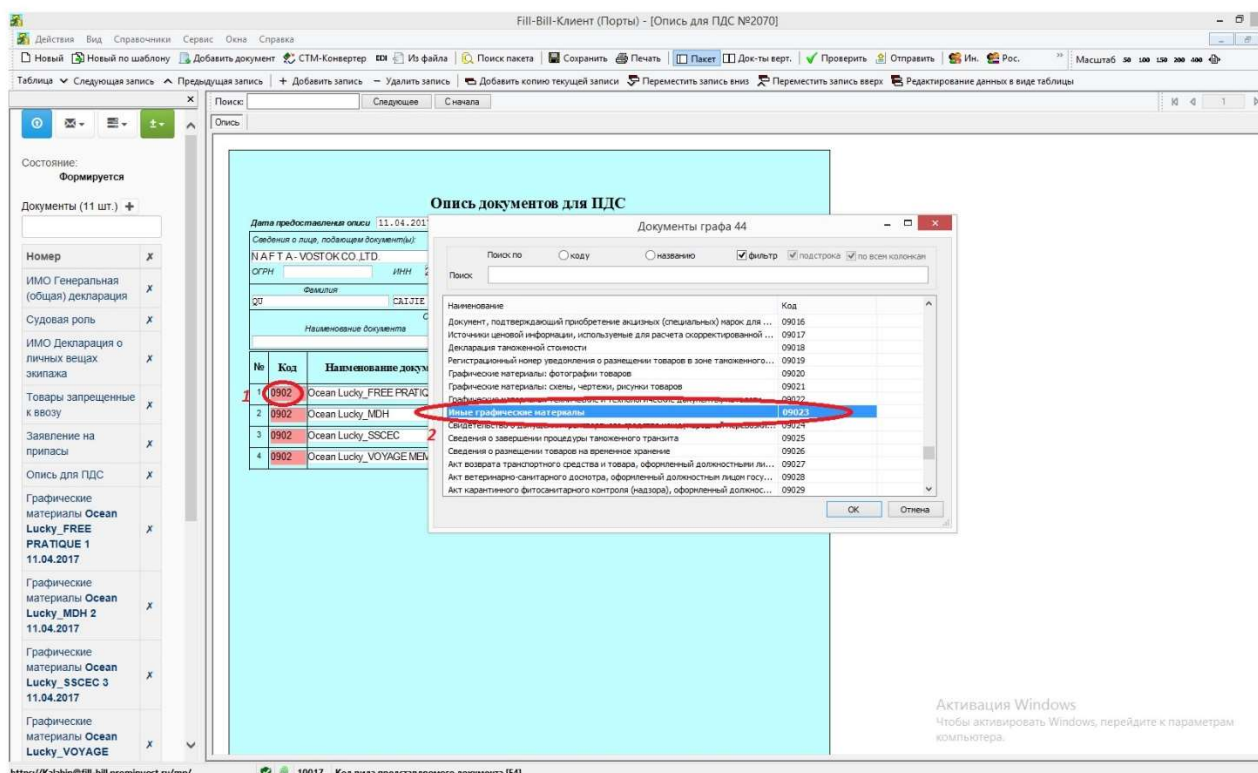 Fill-Bill-Клиент (Порты) - [Опись для ПДС №2070]
Действия Вид Справочники Сервис Окна Справка
Новый Новый по шаблону Добавить документ СТМ-Конвертер Из файла Поиск пакета Сохранить Печать Пакет Док-ты верт. Проверить Отправить Ин. Рос. Масштаб 50 100 150 200 400
Таблица Следующая запись Предыдущая запись + Добавить запись − Удалить запись Добавить копию текущей записи Переместить запись вниз Переместить запись вверх Редактирование данных в виде таблицы
Поиск: Следующее С начала 1
Опись
Состояние:
Формируется
Документы (11 шт.) +
Номер x
ИМО Генеральная
(общая) декларация x
Судовая роль x
ИМО Декларация о
личных вещах
экипажа x
Товары запрещенные
к ввозу x
Заявление на
припасы x
Опись для ПДС x
Графические
материалы Ocean
Lucky_FREE
PRATIQUE 1
11.04.2017 x
Графические
материалы Ocean
Lucky_MDH 2
11.04.2017 x
Графические
материалы Ocean
Lucky_SSCEC 3
11.04.2017 x
Графические
материалы Ocean
Lucky_VOYAGE x
Опись документов для ПДС
Дата предоставления описи 11.04.201
Сведения о лице, подающем документ(ы):
N A F T A - VOSTOK CO.,LTD.
ОГРН ИНН 2
Фамилия
QU CAIJIE
С
Наименование документа
№ Код Наименование докум
1 1 0902 Ocean Lucky_FREE PRATIQ
2 0902 Ocean Lucky_MDH
3 0902 Ocean Lucky_SSCEC
4 0902 Ocean Lucky_VOYAGE MEM
Документы графа 44
Поиск по коду названию фильтр подстрока по всем колонкам
Поиск
Наименование Код
Документ, подтверждающий приобретение акцизных (специальных) марок для ... 09016
Источники ценовой информации, используемые для расчета скорректированной ... 09017
Декларация таможенной стоимости 09018
Регистрационный номер уведомления о размещении товаров в зоне таможенного... 09019
Графические материалы: фотографии товаров 09020
Графические материалы: схемы, чертежи, рисунки товаров 09021
09022
Иные графические материалы 09023
2 09024
Сведения о завершении процедуры таможенного транзита 09025
Сведения о размещении товаров на временное хранение 09026
Акт возврата транспортного средства и товара, оформленный должностными ли... 09027
Акт ветеринарно-санитарного досмотра, оформленный должностным лицом госу... 09028
Акт карантинного фитосанитарного контроля (надзора), оформленный должнос... 09029
OK Отмена
Активация Windows
Чтобы активировать Windows, перейдите к параметрам
компьютера.
10017 Код вида представляемого документа [54]